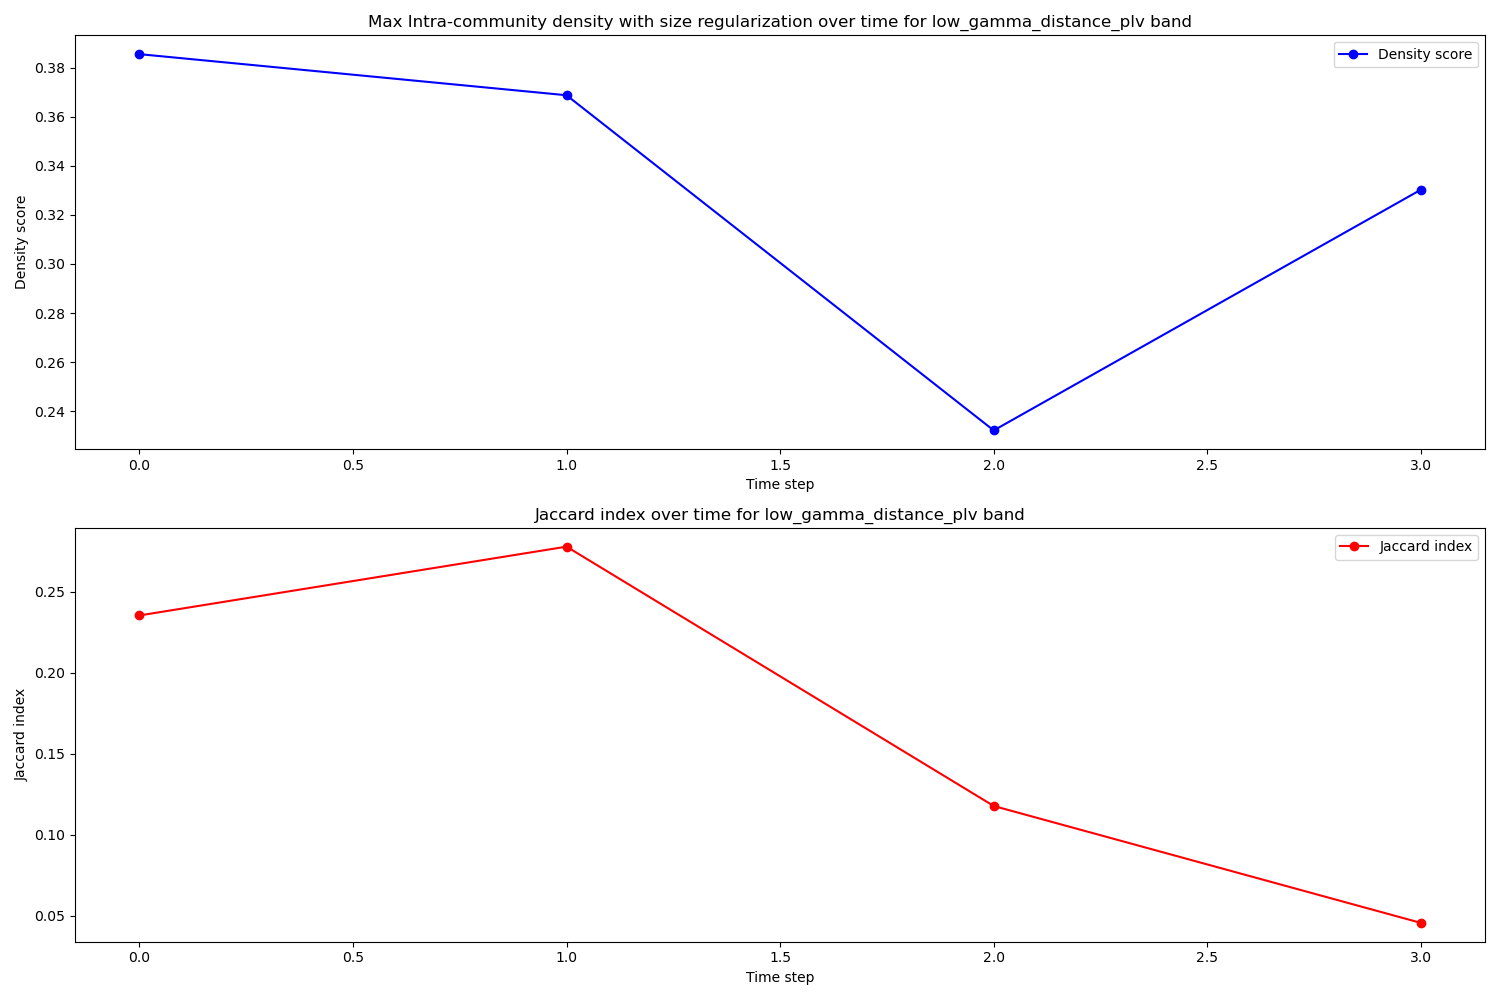 Max Intra-community density with size regularization over time for low_gamma_distance_plv band
Density score
0.38
0.36
0.34
0.32
0.30
0.28
0.26
0.24
Density score
0.0 0.5 1.0 1.5 2.0 2.5 3.0
Time step
Jaccard index over time for low_gamma_distance_plv band
Jaccard index
0.25
0.20
0.15
0.10
0.05
Jaccard index
0.0 0.5 1.0 1.5 2.0 2.5 3.0
Time step